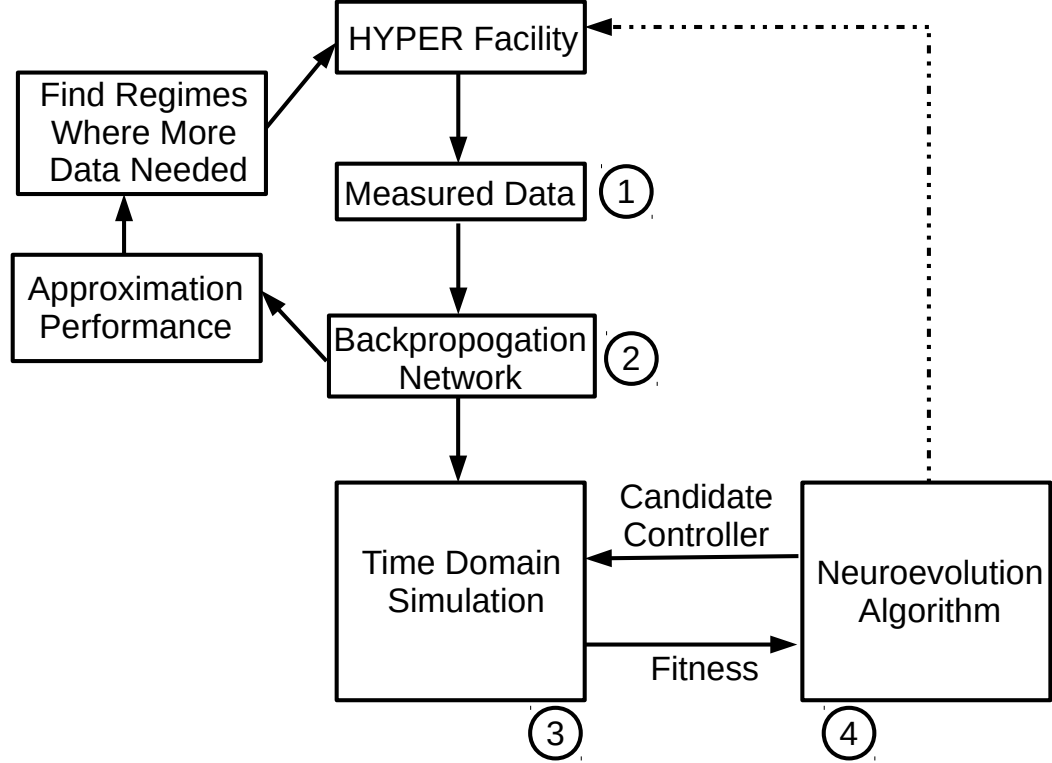 HYPER Facility
Find Regimes
Where More
Data Needed
Measured Data
1
Approximation
Performance
Backpropogation
Network
2
Candidate
Controller
Time Domain
Simulation
Neuroevolution
Algorithm
Fitness
3
4